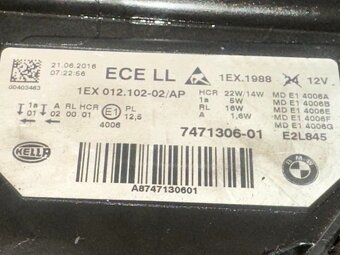 21.06.2016
07:22:56
00403463
ECE LL
1EX.1988 24 12V
1EX 012.102-02/AP
HCR 22W/14W MD E1 4006A
1a 5W MD E1 4006B
RL 16W MD E1 4006E
A 1,6W MD E1 4006F
MD E1 4006G
1a A RL HCR E1 PL
01 02 00 01 12,5
4006
7471306-01
E2L845
HELLA
BMW
A8747130601